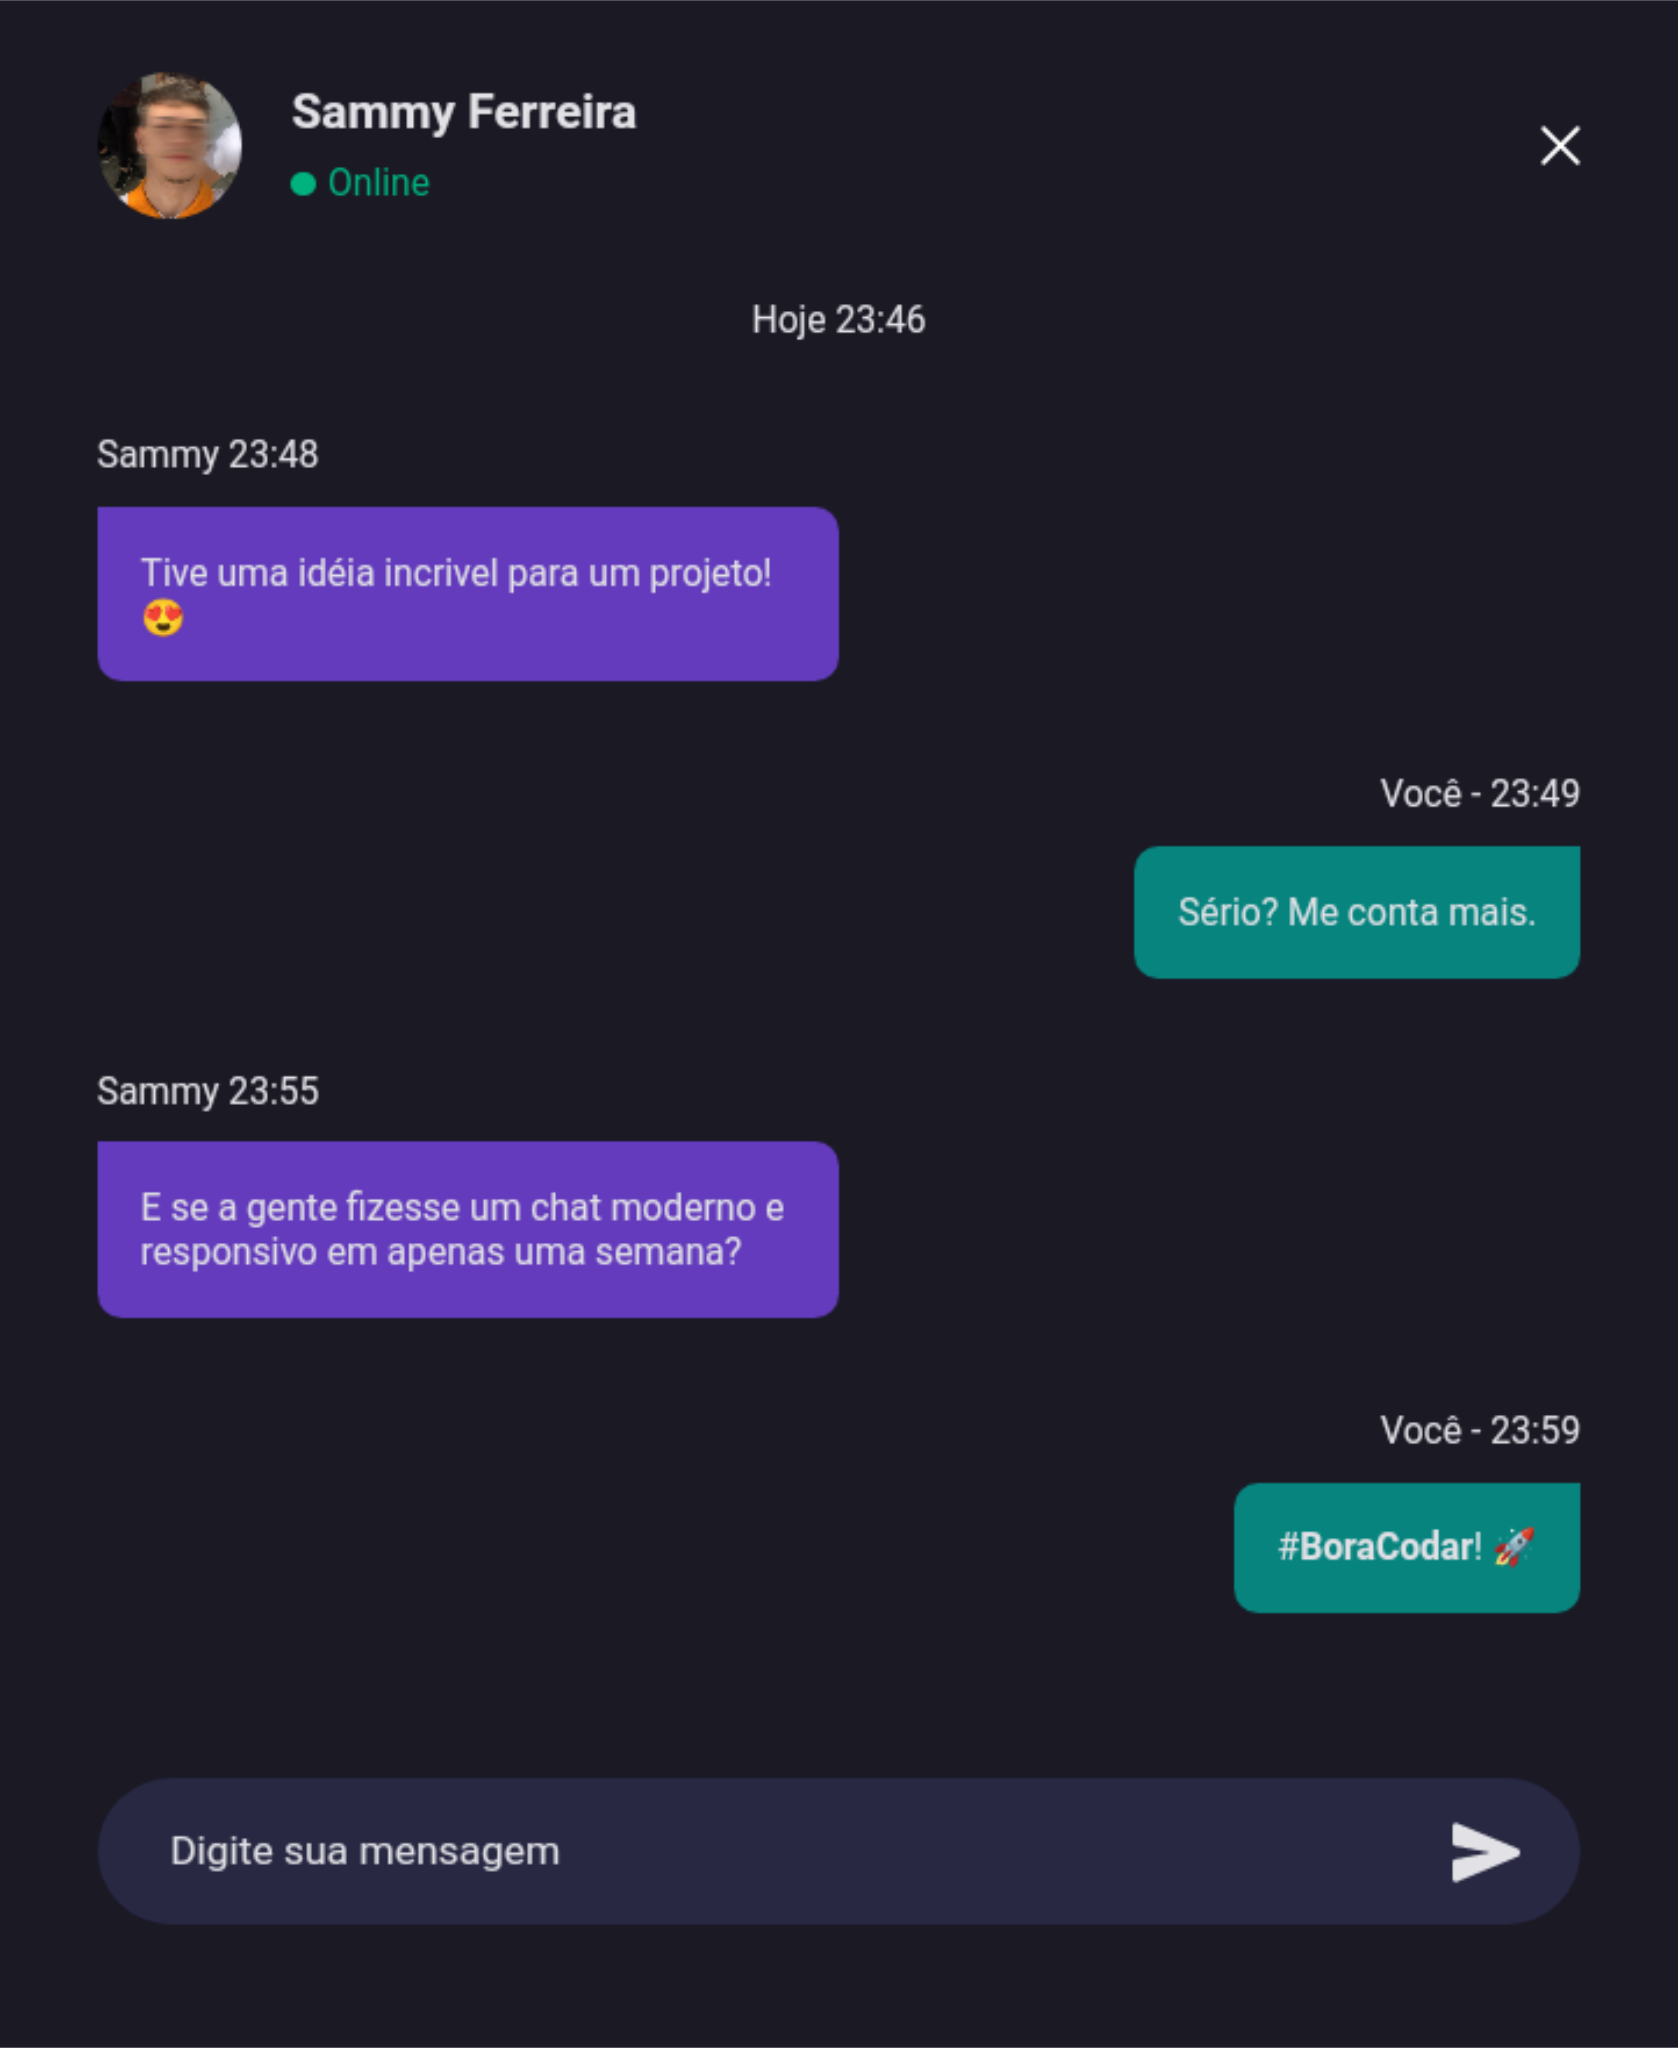 Sammy Ferreira
Online
Hoje 23:46
Sammy 23:48
Tive uma idéia incrivel para um projeto!
😍
Você - 23:49
Sério? Me conta mais.
Sammy 23:55
E se a gente fizesse um chat moderno e
responsivo em apenas uma semana?
Você - 23:59
#BoraCodar! 🚀
Digite sua mensagem